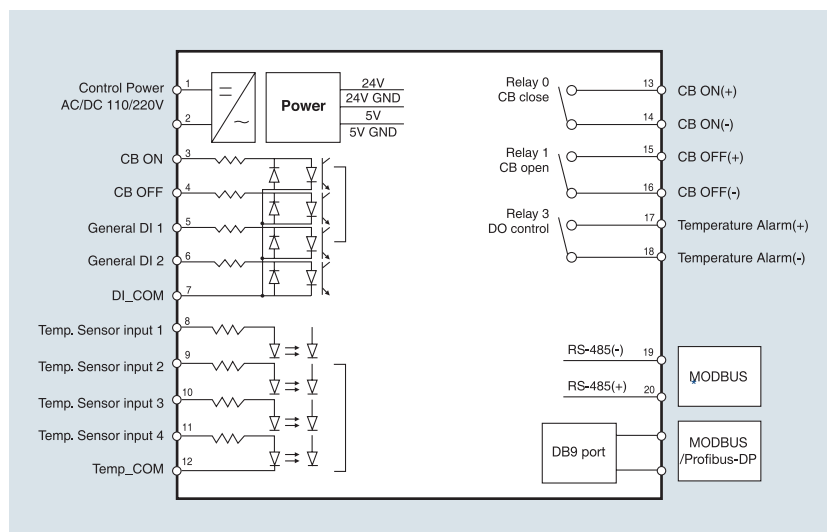 Control Power
AC/DC 110/220V
1
2
Power
24V
24V GND
5V
5V GND
CB ON
3
CB OFF
4
General DI 1
5
General DI 2
6
DI_COM
7
Temp. Sensor input 1
8
Temp. Sensor input 2
9
Temp. Sensor input 3
10
Temp. Sensor input 4
11
Temp_COM
12
Relay 0
CB close
13
CB ON(+)
14
CB ON(-)
Relay 1
CB open
15
CB OFF(+)
16
CB OFF(-)
Relay 3
DO control
17
Temperature Alarm(+)
18
Temperature Alarm(-)
RS-485(-)
19
RS-485(+)
20
MODBUS
DB9 port
MODBUS
/Profibus-DP